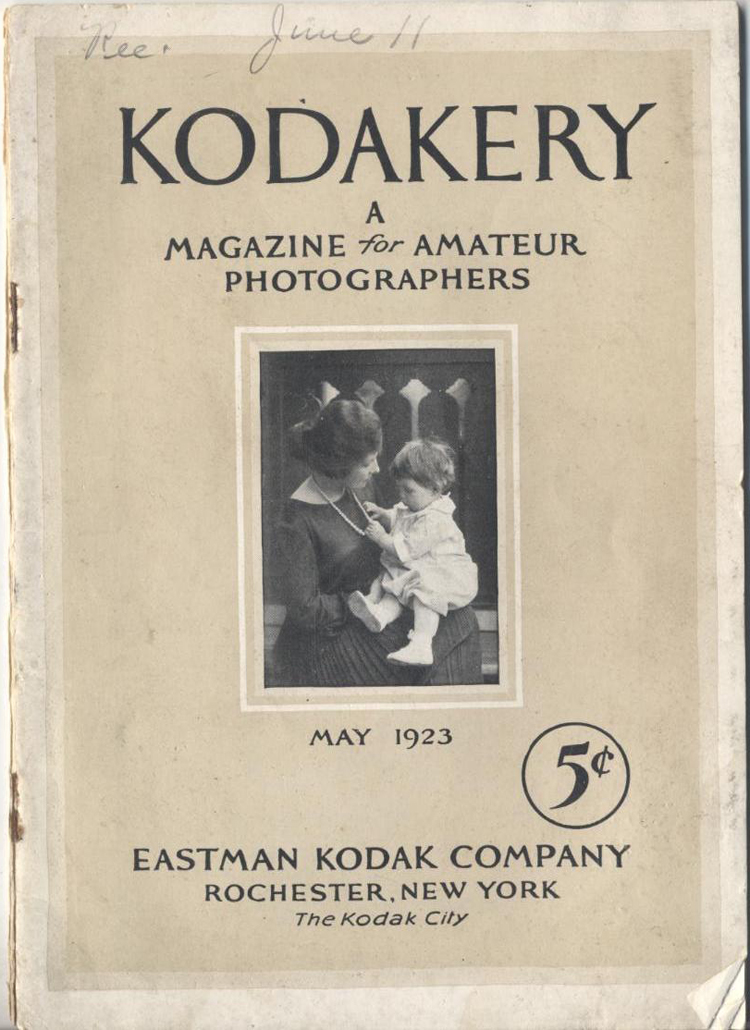 Rec. June 11
KODAKERY
A
MAGAZINE for AMATEUR
PHOTOGRAPHERS
MAY 1923
5¢
EASTMAN KODAK COMPANY
ROCHESTER, NEW YORK
The Kodak City